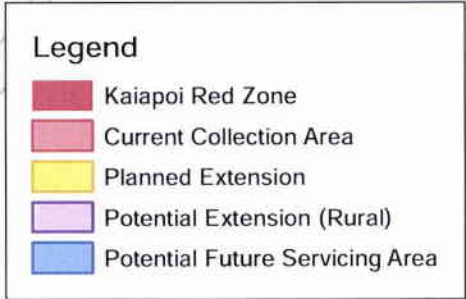 Legend
Kaiapoi Red Zone
Current Collection Area
Planned Extension
Potential Extension (Rural)
Potential Future Servicing Area